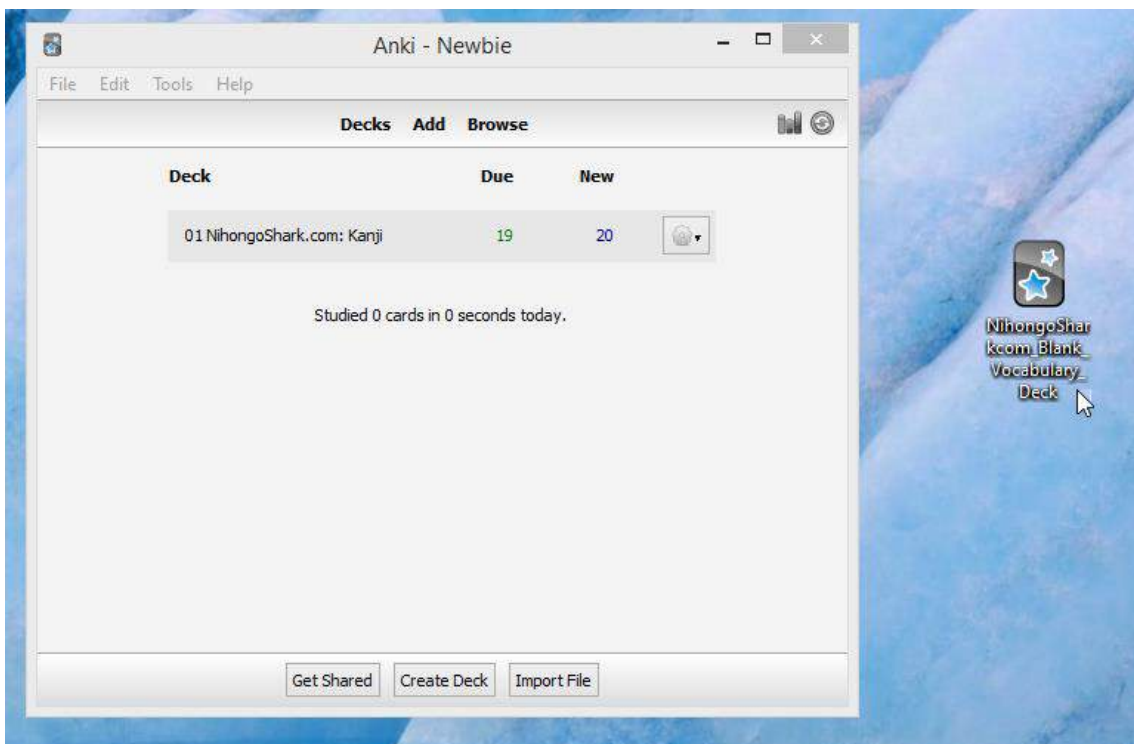 Anki - Newbie
File Edit Tools Help
Decks Add Browse
Deck Due New
01 NihongoShark.com: Kanji 19 20
Studied 0 cards in 0 seconds today.
NihongoShar
kcom_Blank_
Vocabulary_
Deck
Get Shared Create Deck Import File